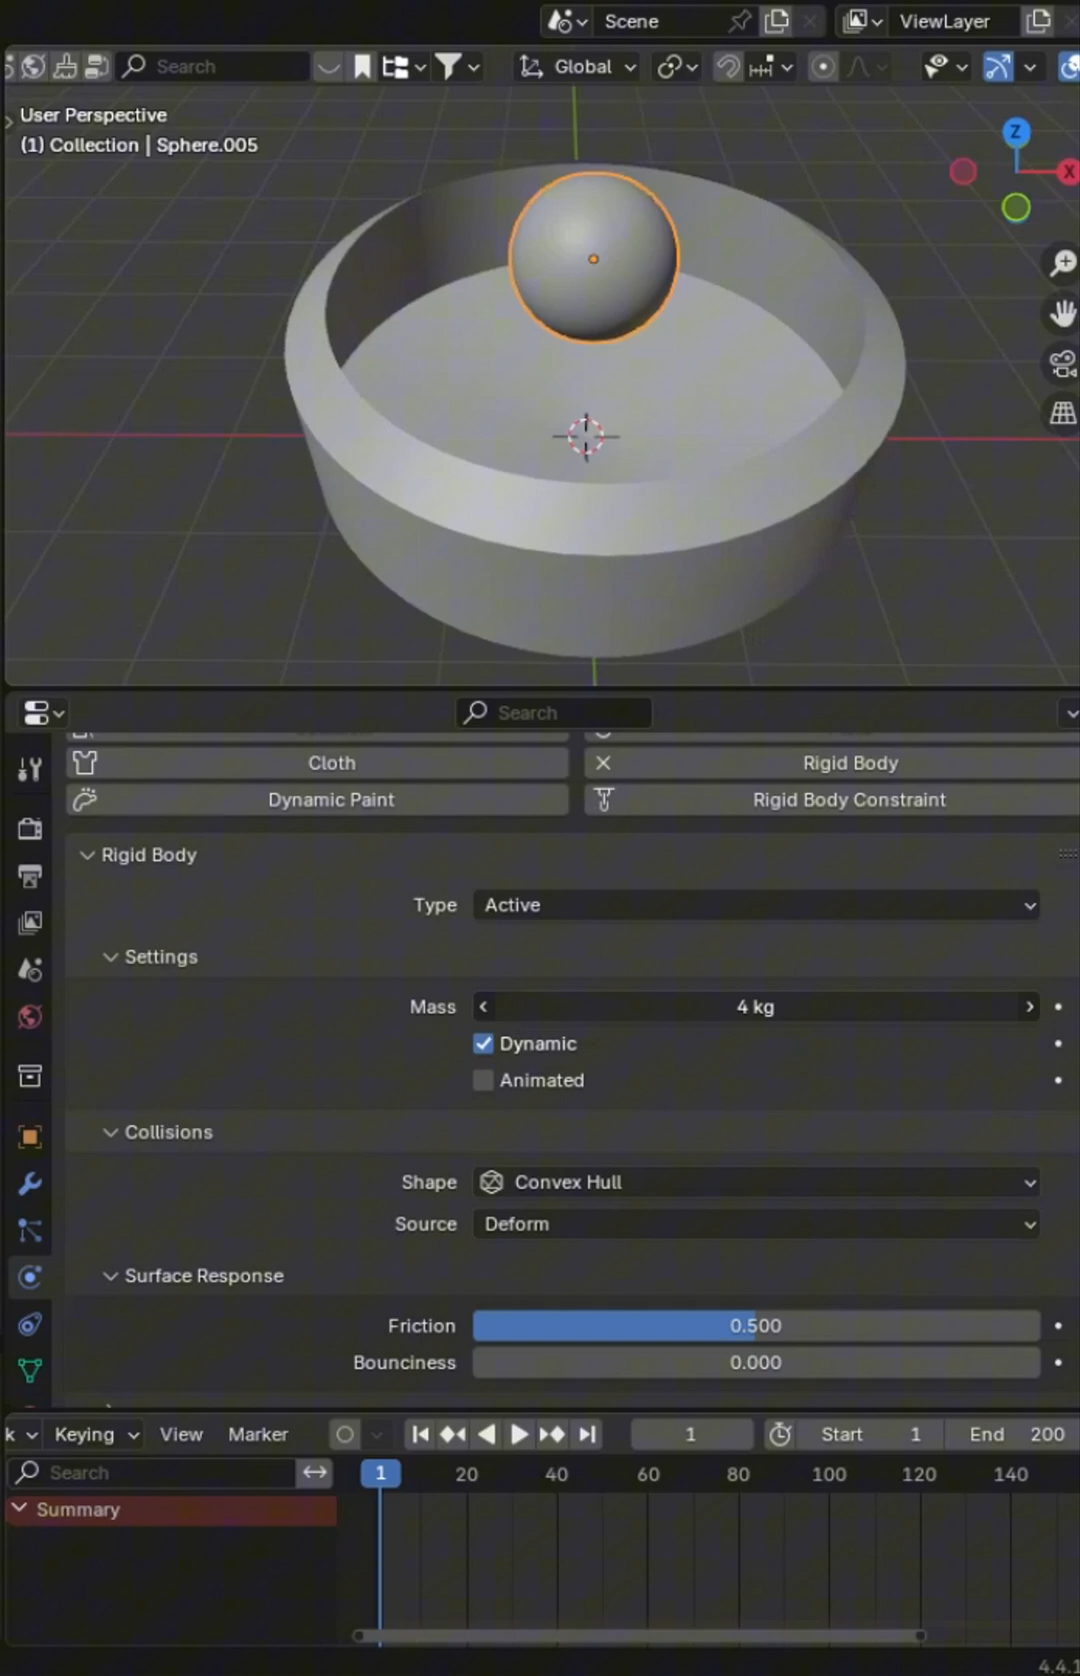 Scene ViewLayer
Search Global
User Perspective
(1) Collection | Sphere.005
Z
X
Search
Cloth Rigid Body
Dynamic Paint Rigid Body Constraint
Rigid Body
Type Active
Settings
Mass 4 kg
Dynamic
Animated
Collisions
Shape Convex Hull
Source Deform
Surface Response
Friction 0.500
Bounciness 0.000
k Keying View Marker 1 Start 1 End 200
Search 1 20 40 60 80 100 120 140
Summary
4.4.1